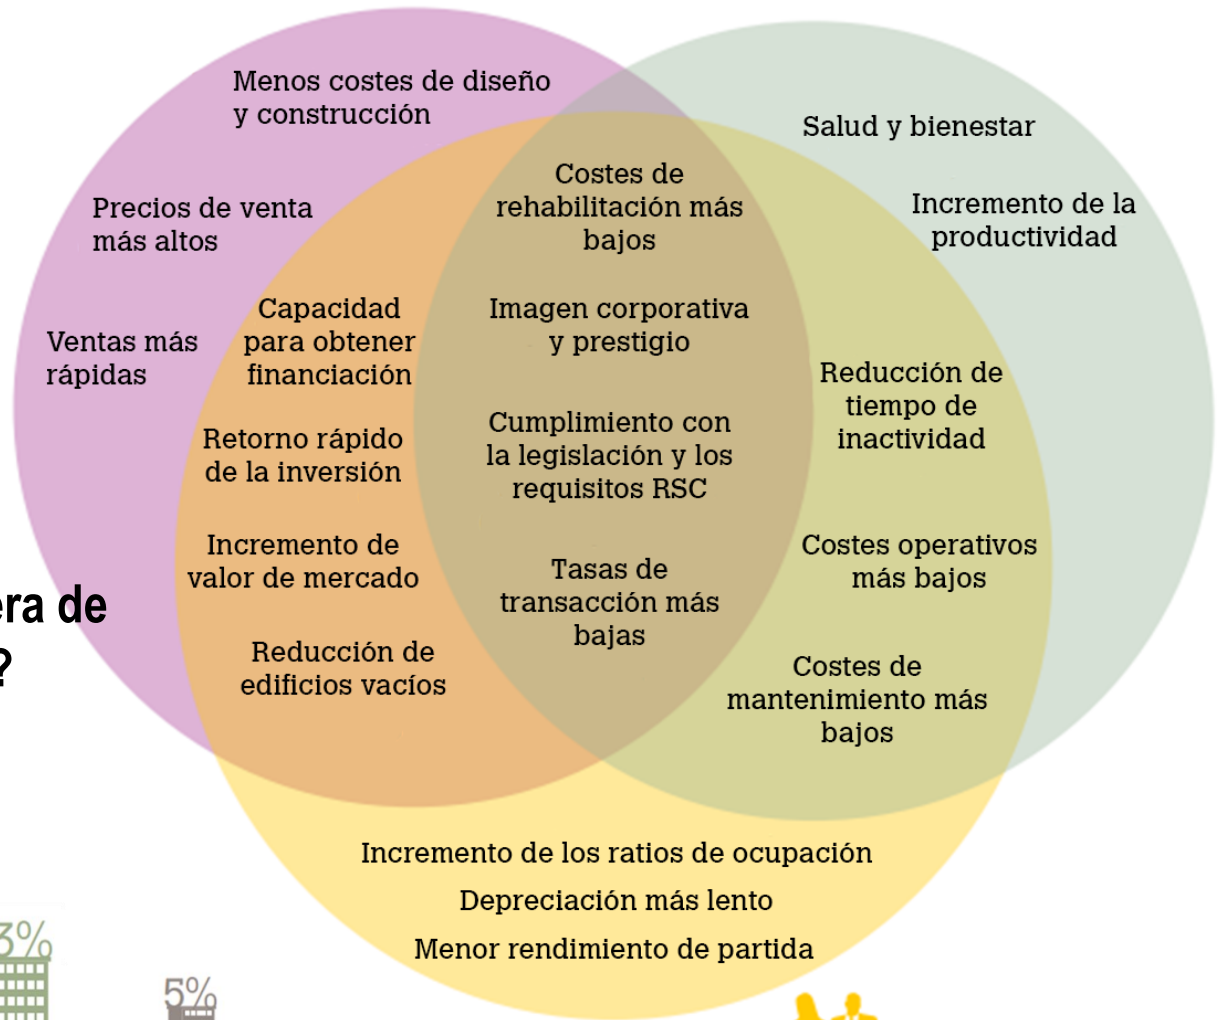 Menos costes de diseño
y construcción
Precios de venta
más altos
Ventas más
rápidas
Capacidad
para obtener
financiación
Retorno rápido
de la inversión
Incremento de
valor de mercado
Reducción de
edificios vacíos
Costes de
rehabilitación más
bajos
Imagen corporativa
y prestigio
Cumplimiento con
la legislación y los
requisitos RSC
Tasas de
transacción más
bajas
Salud y bienestar
Incremento de la
productividad
Reducción de
tiempo de
inactividad
Costes operativos
más bajos
Costes de
mantenimiento más
bajos
Incremento de los ratios de ocupación
Depreciación más lento
Menor rendimiento de partida
de
?
3%
5%